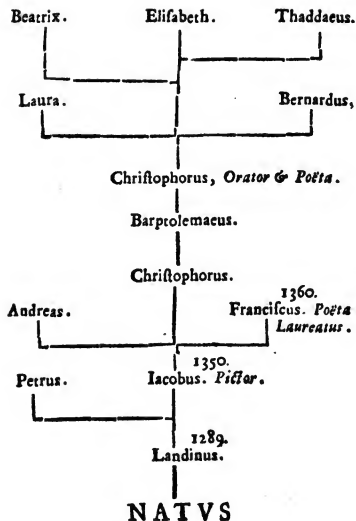 Beatrix. Eliſabeth. Thaddaeus.
Laura. Bernardus,
Chriſtophorus, Orator & Poëta.
Barptolemaeus.
Chriſtophorus.
1360.
Andreas. Franciſcus. Poëta
Laureatus.
1350.
Petrus. Iacobus. Pictor.
1289.
Landinus.
NATVS